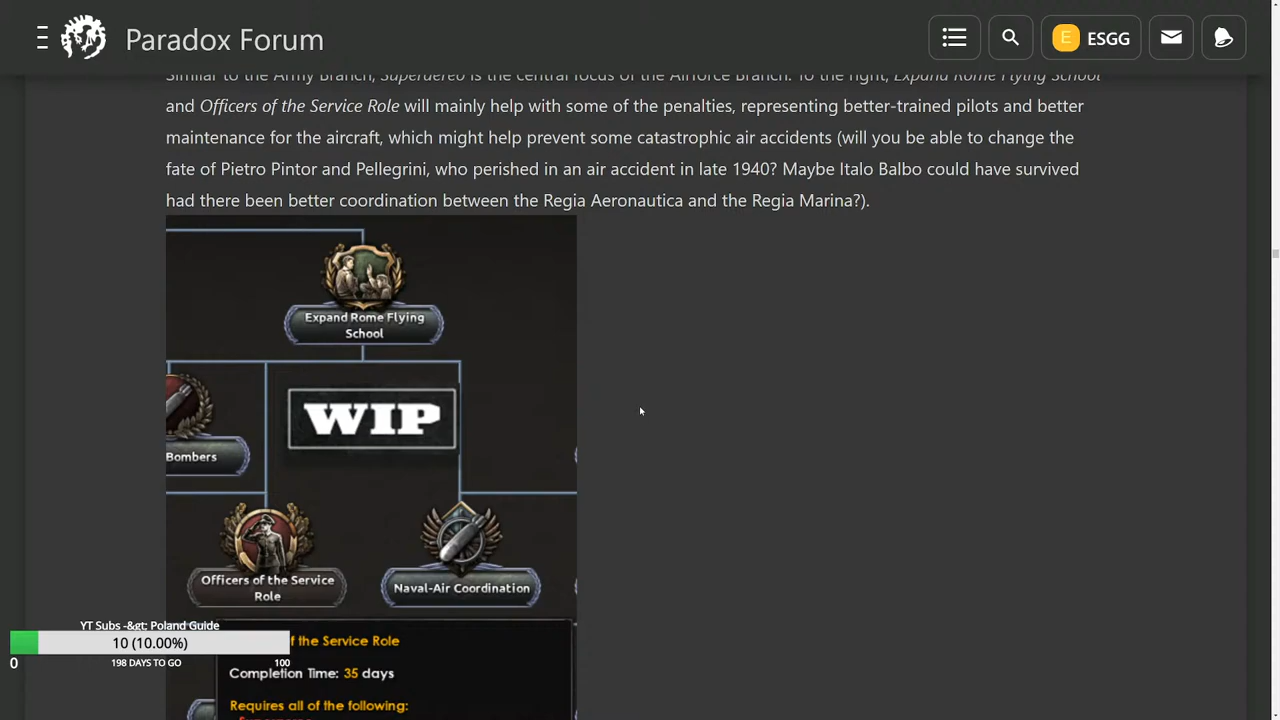 Paradox Forum
E ESGG
Similar to the Army Branch, Superaereo is the central focus of the Airforce Branch. To the right, Expand Rome Flying School
and Officers of the Service Role will mainly help with some of the penalties, representing better-trained pilots and better
maintenance for the aircraft, which might help prevent some catastrophic air accidents (will you be able to change the
fate of Pietro Pintor and Pellegrini, who perished in an air accident in late 1940? Maybe Italo Balbo could have survived
had there been better coordination between the Regia Aeronautica and the Regia Marina?).
Expand Rome Flying
School
WIP
Bombers
Officers of the Service
Role
Naval-Air Coordination
YT Subs -&gt; Poland Guide
10 (10.00%)
0
198 DAYS TO GO
100
of the Service Role
Completion Time: 35 days
Requires all of the following: